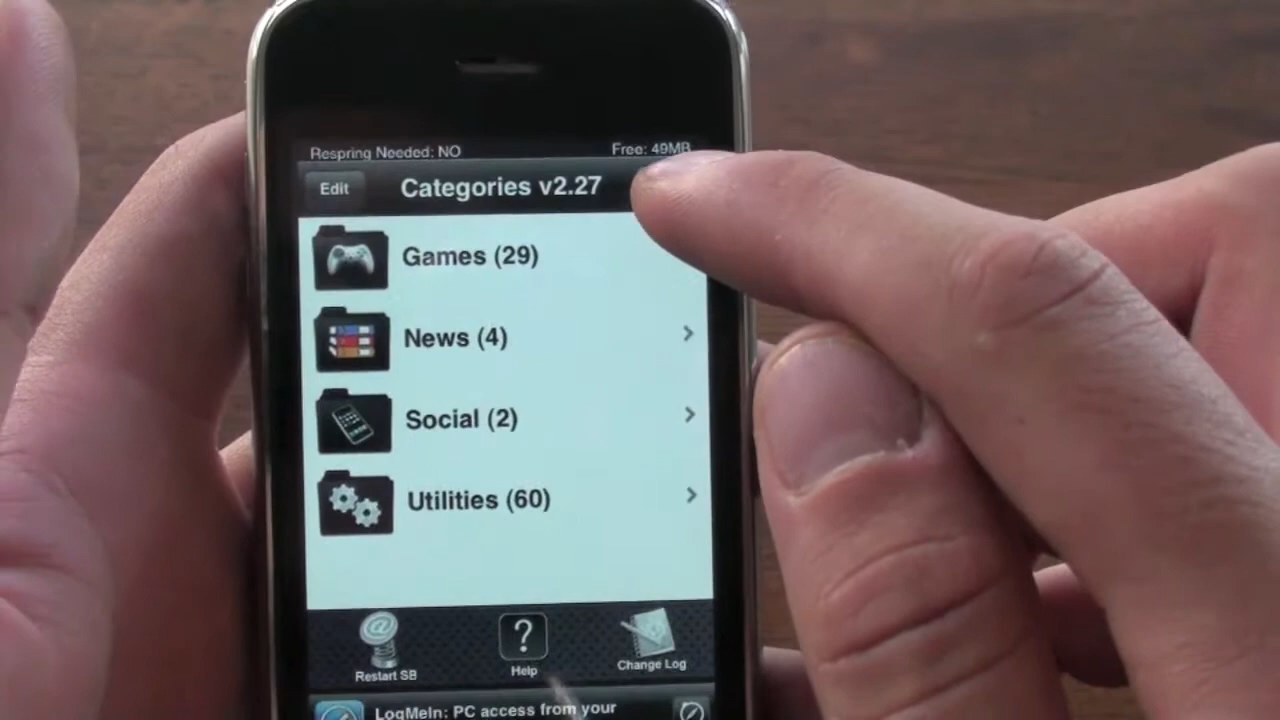 Respring Needed: NO
Free: 49MB
Edit
Categories v2.27
Games (29)
News (4)
Social (2)
Utilities (60)
Restart SB
?
Help
Change Log
LogMeIn: PC access from your